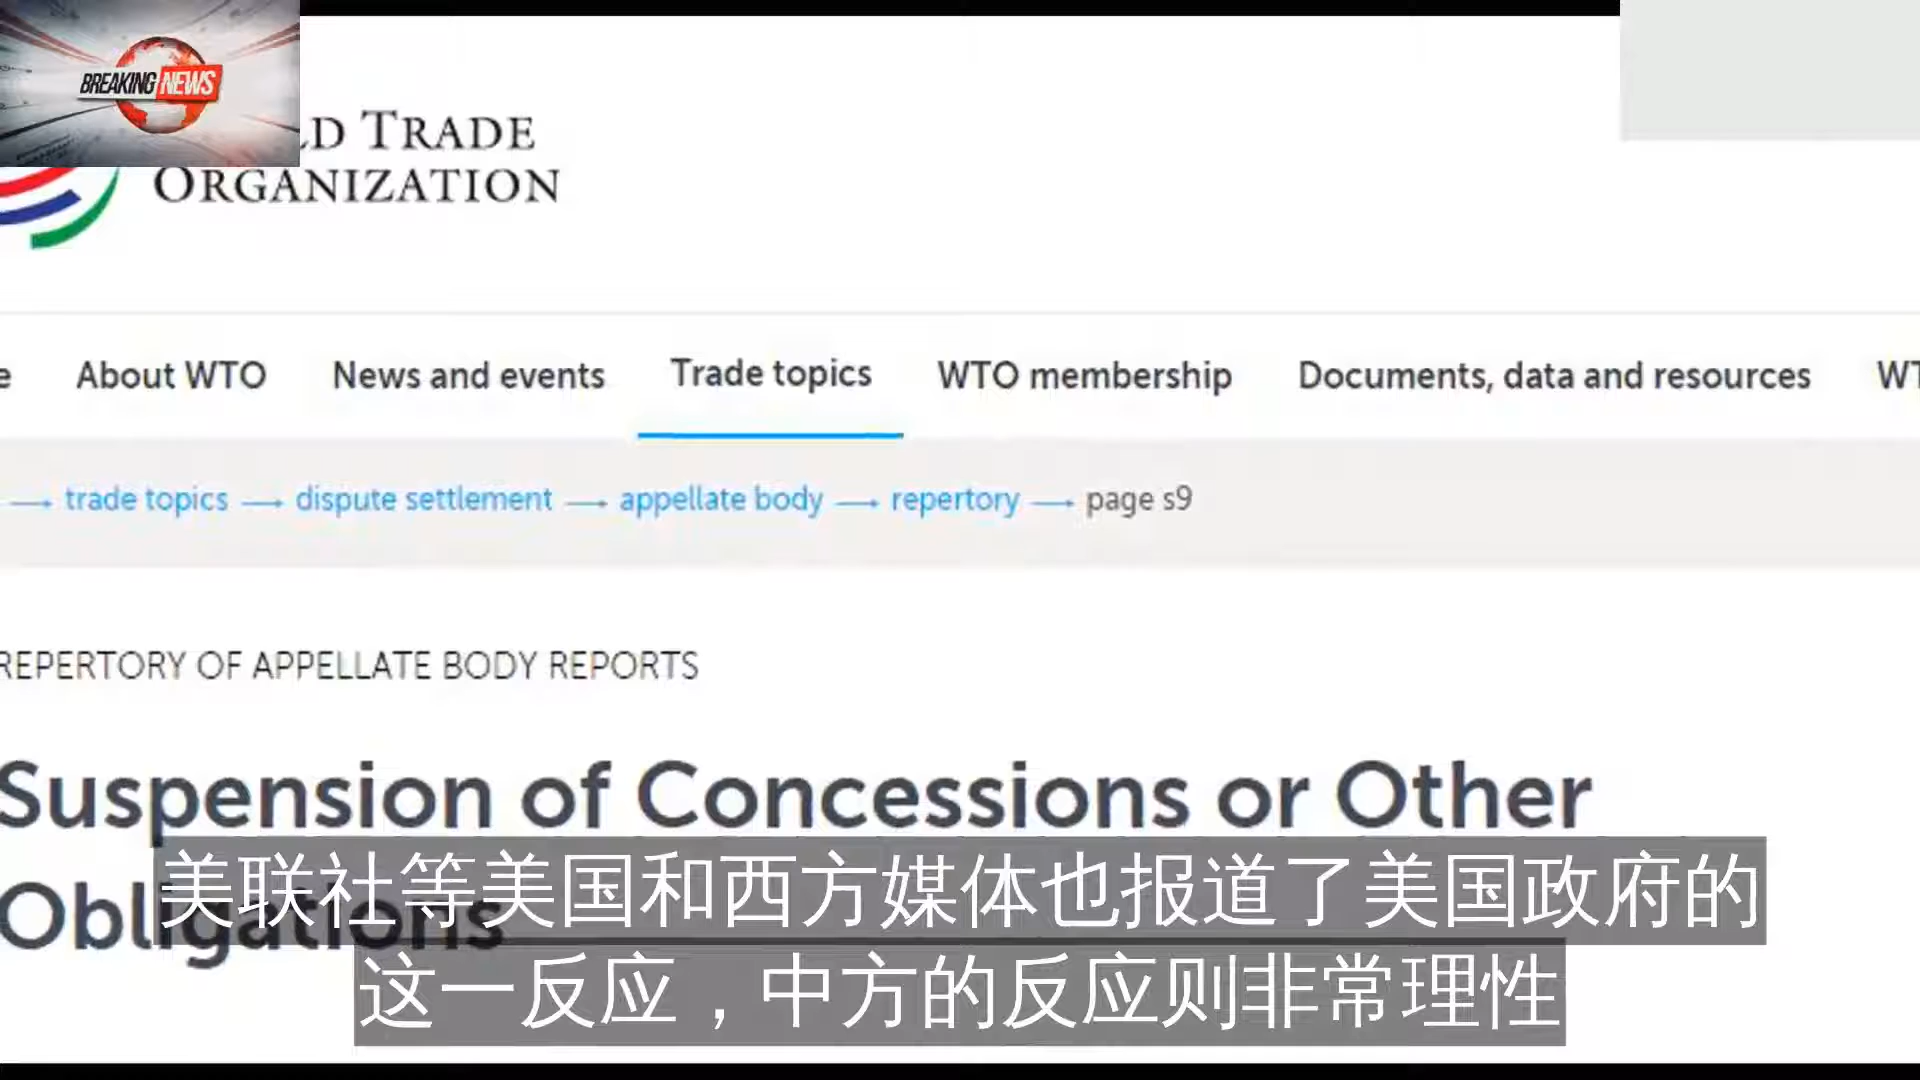 BREAKING NEWS
D TRADE
ORGANIZATION
e About WTO News and events Trade topics WTO membership Documents, data and resources WT
→ trade topics → dispute settlement → appellate body → repertory → page s9
REPERTORY OF APPELLATE BODY REPORTS
Suspension of Concessions or Other
Obligations
美联社等美国和西方媒体也报道了美国政府的
这一反应，中方的反应则非常理性